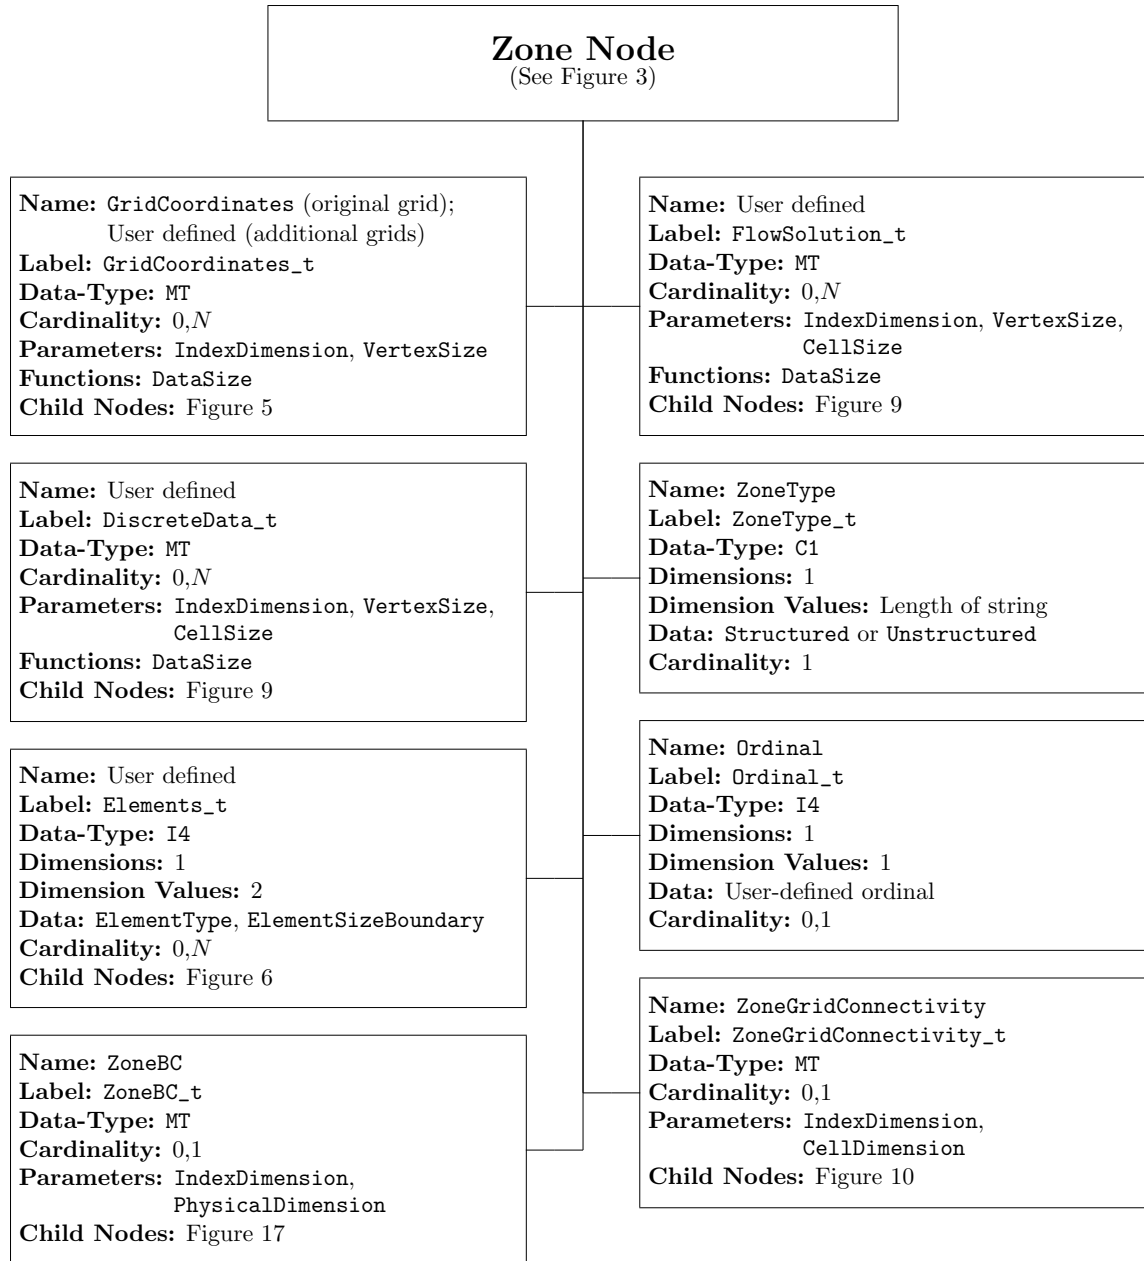 Zone Node
(See Figure 3)
Name: GridCoordinates (original grid);
User defined (additional grids)
Label: GridCoordinates_t
Data-Type: MT
Cardinality: 0,N
Parameters: IndexDimension, VertexSize
Functions: DataSize
Child Nodes: Figure 5
Name: User defined
Label: FlowSolution_t
Data-Type: MT
Cardinality: 0,N
Parameters: IndexDimension, VertexSize,
CellSize
Functions: DataSize
Child Nodes: Figure 9
Name: User defined
Label: DiscreteData_t
Data-Type: MT
Cardinality: 0,N
Parameters: IndexDimension, VertexSize,
CellSize
Functions: DataSize
Child Nodes: Figure 9
Name: ZoneType
Label: ZoneType_t
Data-Type: C1
Dimensions: 1
Dimension Values: Length of string
Data: Structured or Unstructured
Cardinality: 1
Name: User defined
Label: Elements_t
Data-Type: I4
Dimensions: 1
Dimension Values: 2
Data: ElementType, ElementSizeBoundary
Cardinality: 0,N
Child Nodes: Figure 6
Name: Ordinal
Label: Ordinal_t
Data-Type: I4
Dimensions: 1
Dimension Values: 1
Data: User-defined ordinal
Cardinality: 0,1
Name: ZoneBC
Label: ZoneBC_t
Data-Type: MT
Cardinality: 0,1
Parameters: IndexDimension,
PhysicalDimension
Child Nodes: Figure 17
Name: ZoneGridConnectivity
Label: ZoneGridConnectivity_t
Data-Type: MT
Cardinality: 0,1
Parameters: IndexDimension,
CellDimension
Child Nodes: Figure 10